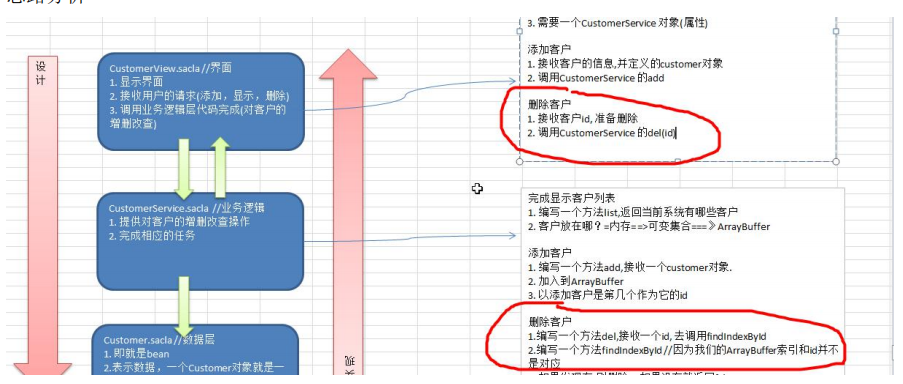 设
计
CustomerView.sacla //界面
1. 显示界面
2. 接收用户的请求(添加，显示，删除)
3. 调用业务逻辑层代码完成(对客户的
增删改查)
CustomerService.sacla //业务逻辑
1. 提供对客户的增删改查操作
2. 完成相应的任务
Customer.sacla//数据层
1. 即就是bean
2.表示数据，一个Customer对象就是一
3. 需要一个CustomerService 对象(属性)
添加客户
1. 接收客户的信息,并定义的customer对象
2. 调用CustomerService 的add
删除客户
1. 接收客户id, 准备删除
2. 调用CustomerService 的del(id)
完成显示客户列表
1. 编写一个方法list,返回当前系统有哪些客户
2. 客户放在哪？=内存==>可变集合===》ArrayBuffer
添加客户
1. 编写一个方法add,接收一个customer对象.
2. 加入到ArrayBuffer
3. 以添加客户是第几个作为它的id
删除客户
1.编写一个方法del,接收一个id, 去调用findIndexById
2.编写一个方法findIndexById //因为我们的ArrayBuffer索引和id并不
是对应